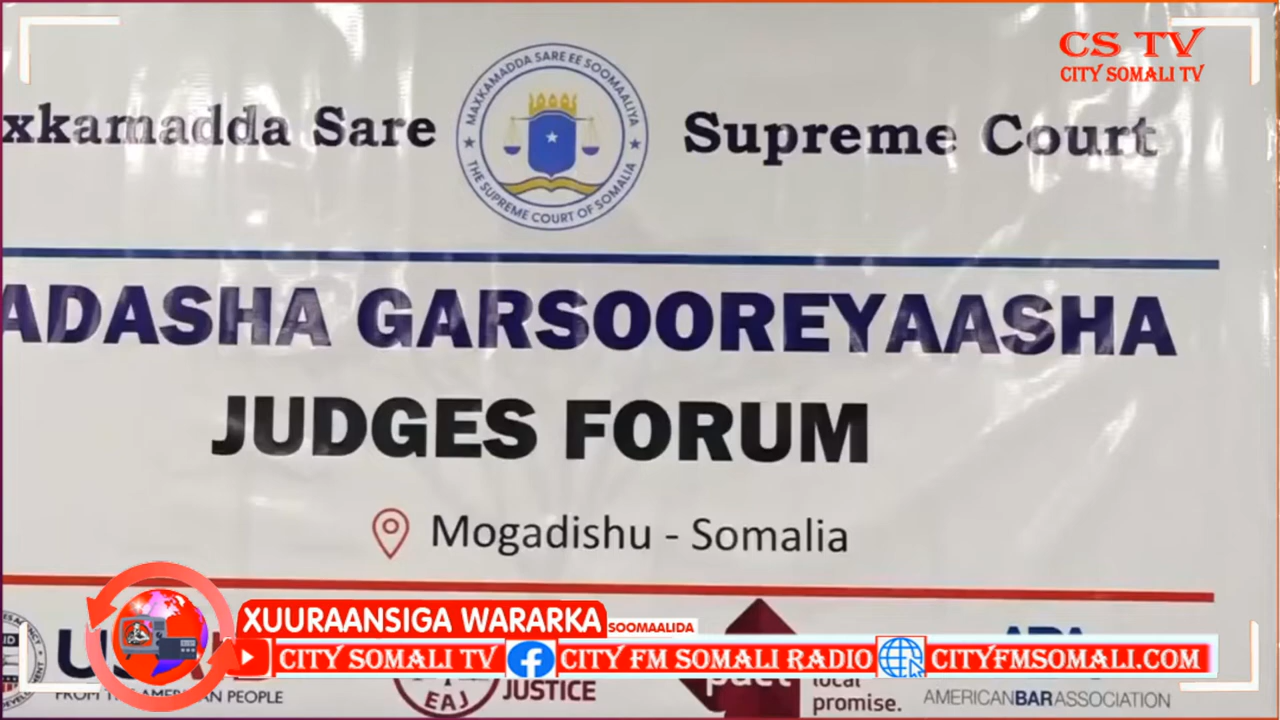 CS TV
CITY SOMALI TV
xkamadda Sare
MAXKAMADDA SARE EE SOOMAALIYA
THE SUPREME COURT OF SOMALIA
Supreme Court
ADASHA GARSOOREYAASHA
JUDGES FORUM
Mogadishu - Somalia
XUURAANSIGA WARARKA
SOOMAALIDA
CITY SOMALI TV
CITY FM SOMALI RADIO
CITYFMSOMALI.COM
US
FROM THE AMERICAN PEOPLE
EAJ
JUSTICE
pact
local
promise.
AMERICANBARASSOCIATION